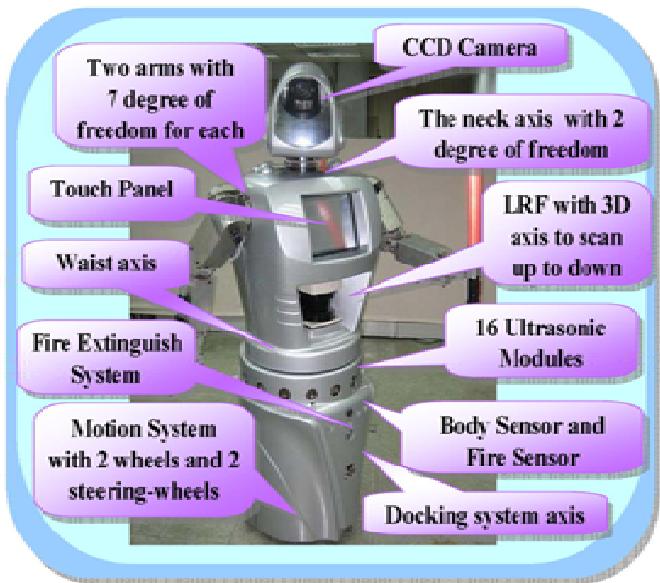 CCD Camera
Two arms with
7 degree of
freedom for each
The neck axis with 2
degree of freedom
Touch Panel
LRF with 3D
axis to scan
up to down
Waist axis
16 Ultrasonic
Modules
Fire Extinguish
System
Body Sensor and
Fire Sensor
Motion System
with 2 wheels and 2
steering-wheels
Docking system axis